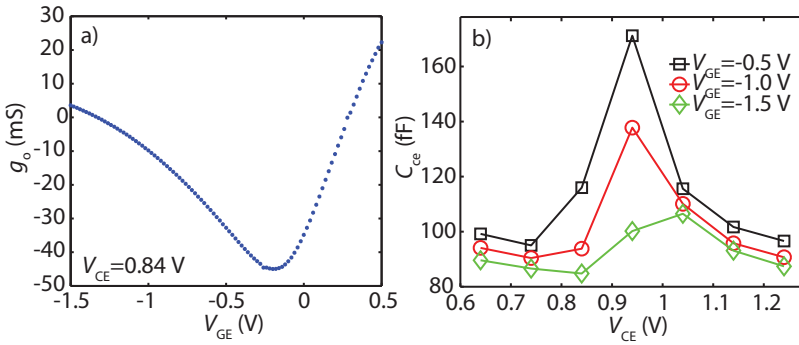 a)
30
20
10
0
-10
-20
-30
-40
-50
g_o (mS)
V_CE=0.84 V
-1.5 -1 -0.5 0 0.5
V_GE (V)
b)
V_GE=-0.5 V
V_GE=-1.0 V
V_GE=-1.5 V
160
140
120
100
80
C_ce (fF)
0.6 0.7 0.8 0.9 1 1.1 1.2
V_CE (V)